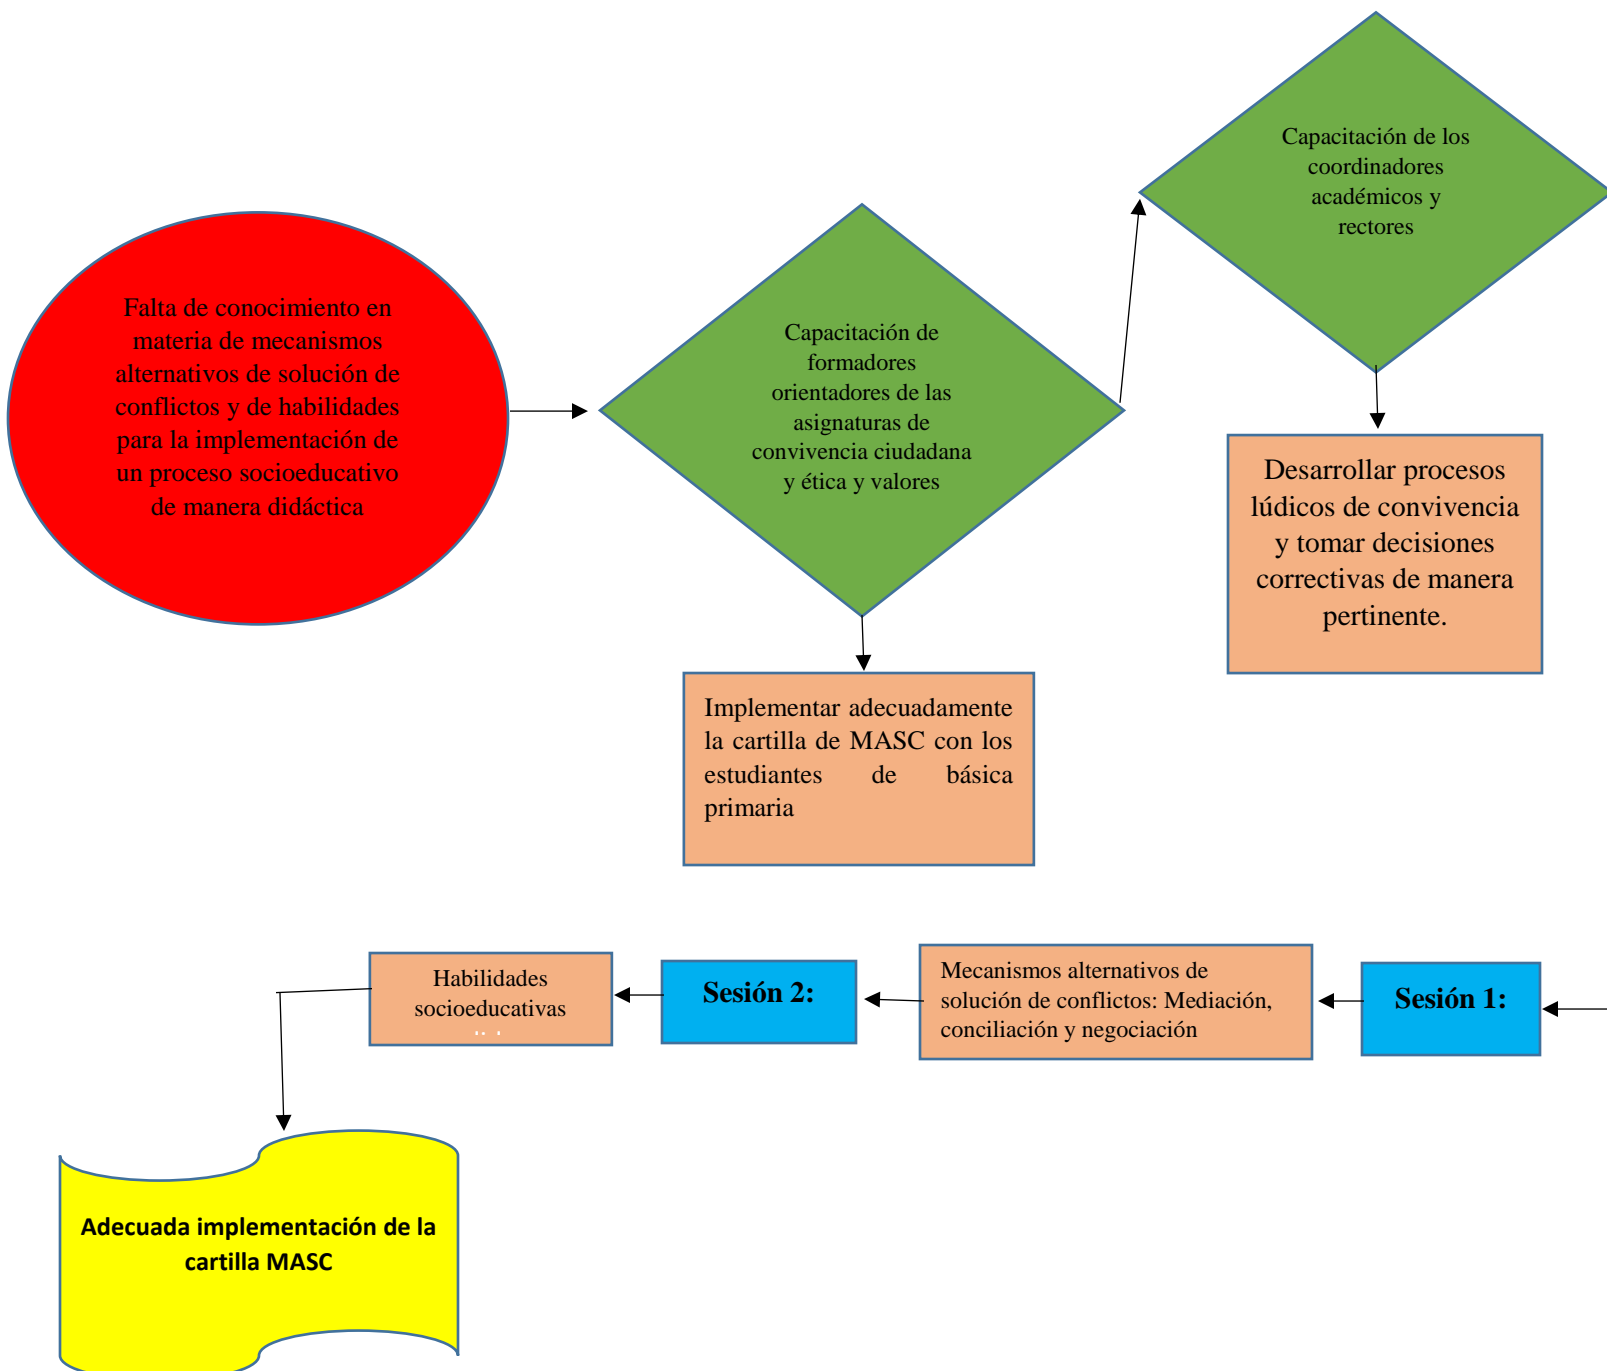 Capacitación de los
coordinadores
académicos y
rectores
Falta de conocimiento en
materia de mecanismos
alternativos de solución de
conflictos y de habilidades
para la implementación de
un proceso socioeducativo
de manera didáctica
Capacitación de
formadores
orientadores de las
asignaturas de
convivencia ciudadana
y ética y valores
Desarrollar procesos
lúdicos de convivencia
y tomar decisiones
correctivas de manera
pertinente.
Implementar adecuadamente
la cartilla de MASC con los
estudiantes de básica
primaria
Sesión 1:
Mecanismos alternativos de
solución de conflictos: Mediación,
conciliación y negociación
Sesión 2:
Habilidades
socioeducativas
Adecuada implementación de la
cartilla MASC